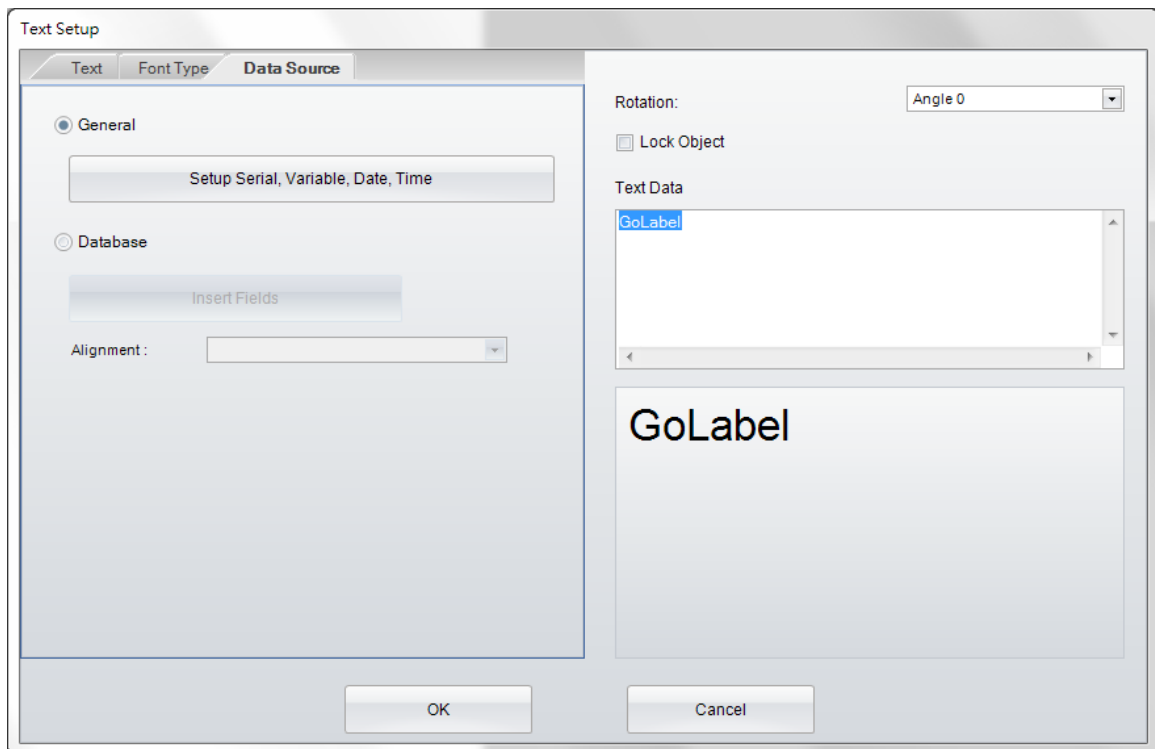 Text Setup
Text Font Type Data Source
General
Setup Serial, Variable, Date, Time
Database
Insert Fields
Alignment :
Rotation: Angle 0
Lock Object
Text Data
GoLabel
GoLabel
OK Cancel